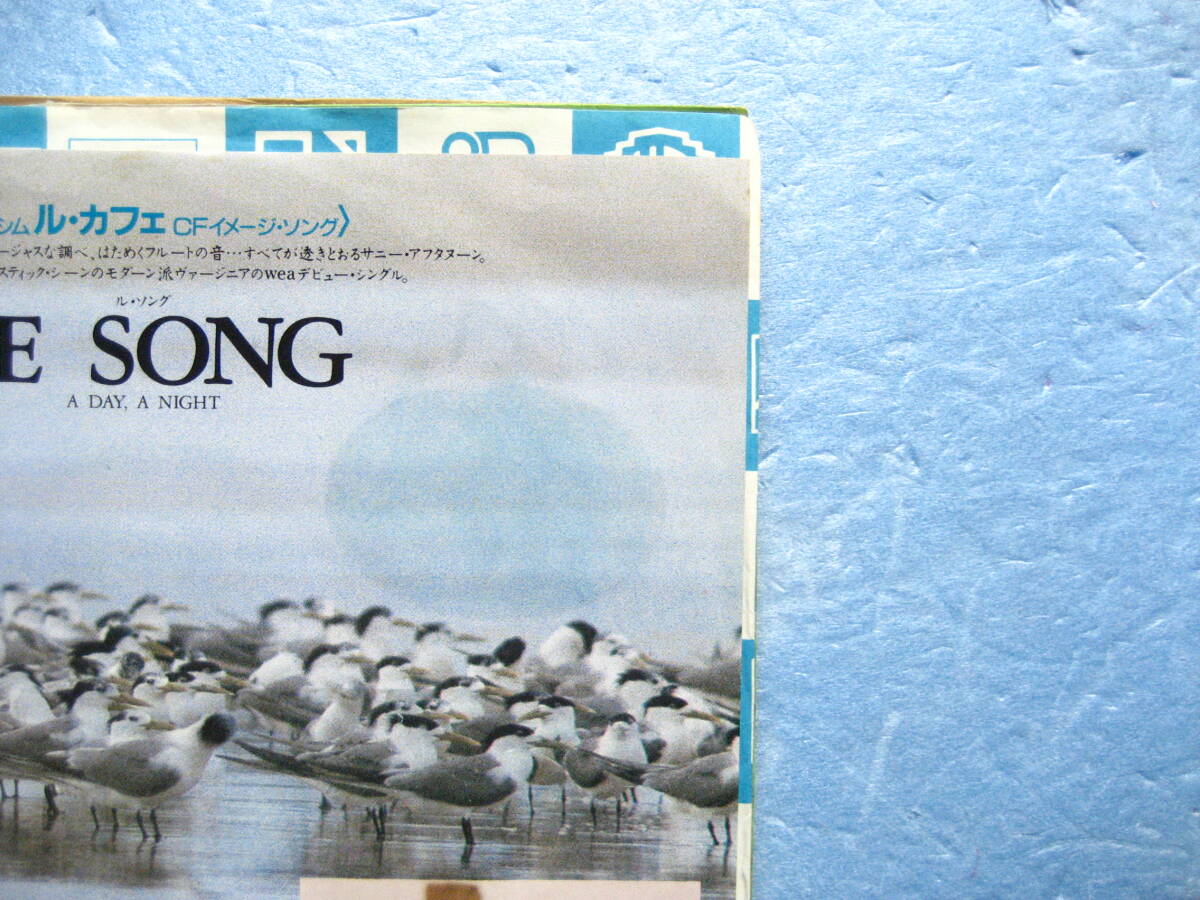 シム ル・カフェ CFイメージ・ソング〉
ージャスな調べ、はためくフルートの音…すべてが透きとおるサニー・アフタヌーン。
スティック・シーンのモダーン派ヴァージニアのweaデビュー・シングル。
ル・ソング
E SONG
A DAY, A NIGHT